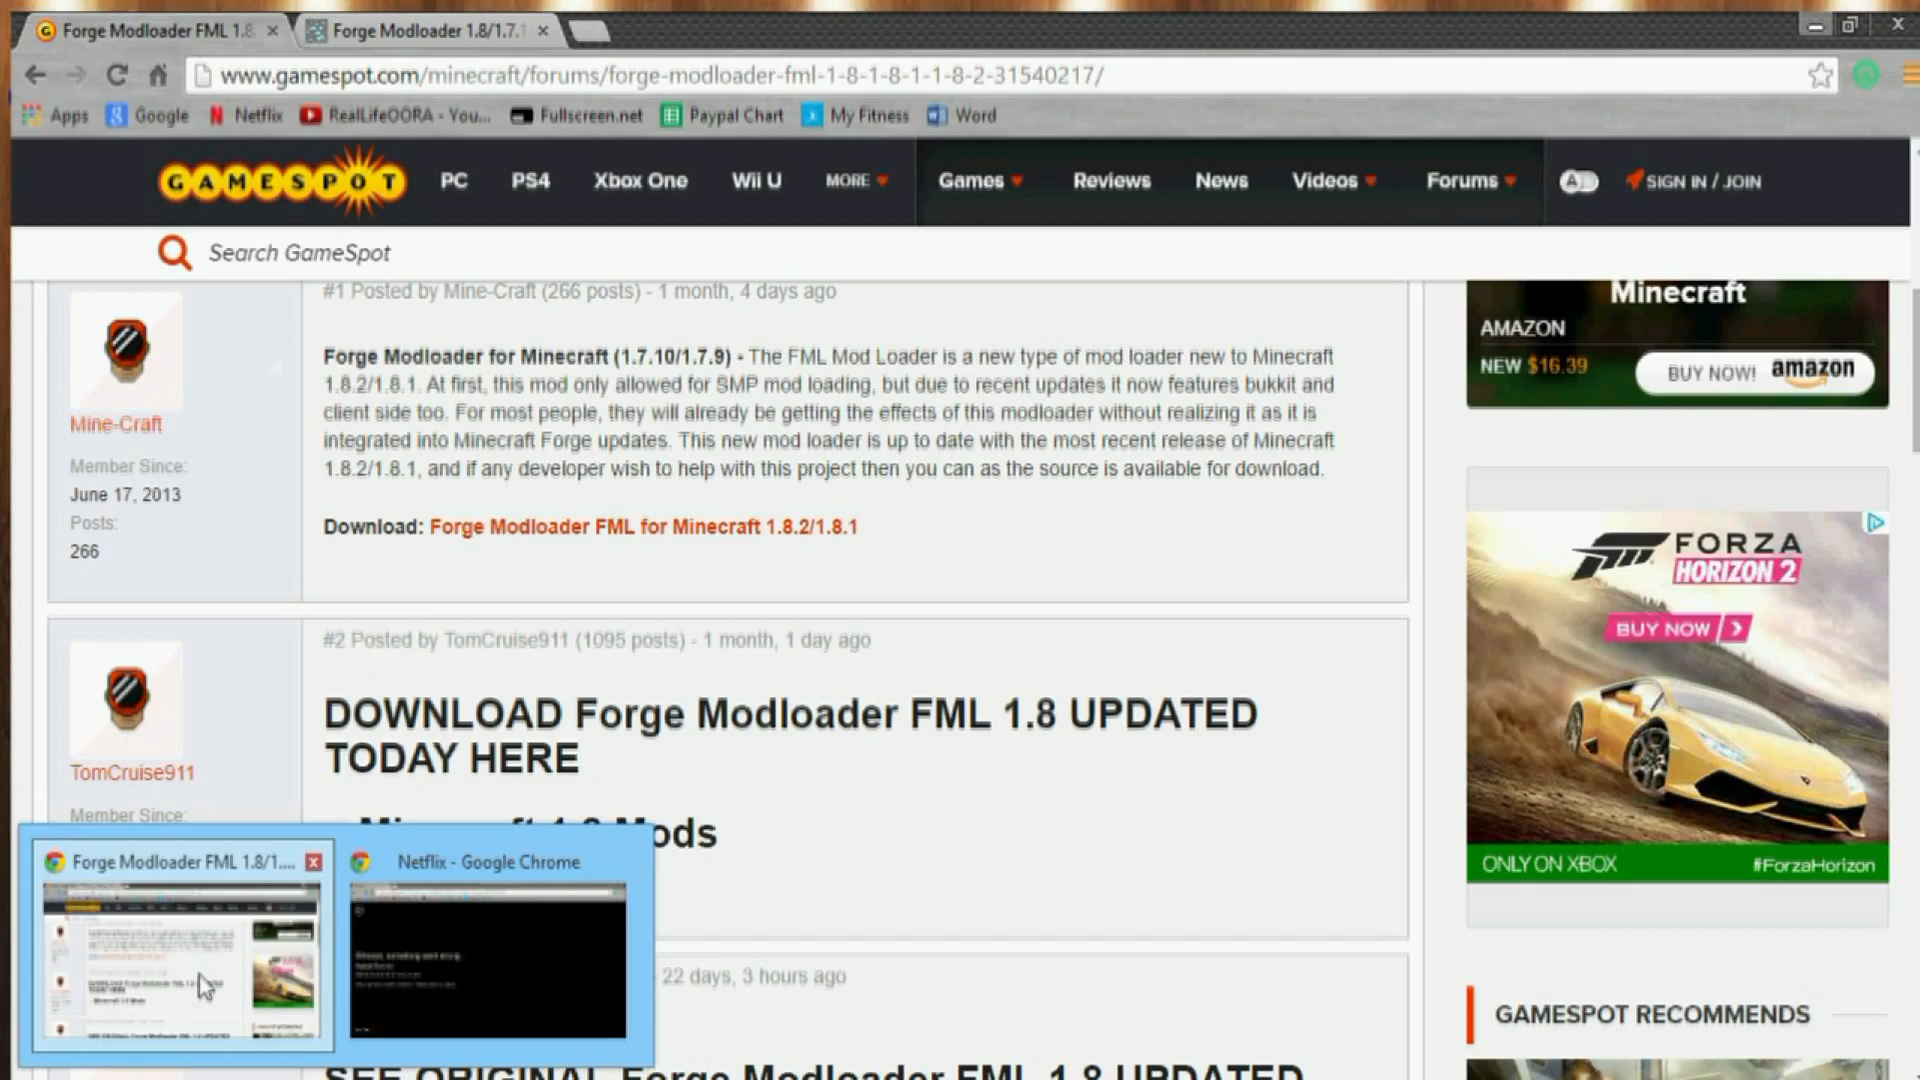 Forge Modloader FML 1.8
Forge Modloader 1.8/1.7.1
www.gamespot.com/minecraft/forums/forge-modloader-fml-1-8-1-8-1-1-8-2-31540217/
Apps
Google
Netflix
RealLifeOORA - You...
Fullscreen.net
Paypal Chart
My Fitness
Word
GAMESPOT
PC
PS4
Xbox One
Wii U
MORE
Games
Reviews
News
Videos
Forums
A
SIGN IN / JOIN
Search GameSpot
#1 Posted by Mine-Craft (266 posts) - 1 month, 4 days ago
Mine-Craft
Member Since:
June 17, 2013
Posts:
266
Forge Modloader for Minecraft (1.7.10/1.7.9) - The FML Mod Loader is a new type of mod loader new to Minecraft
1.8.2/1.8.1. At first, this mod only allowed for SMP mod loading, but due to recent updates it now features bukkit and
client side too. For most people, they will already be getting the effects of this modloader without realizing it as it is
integrated into Minecraft Forge updates. This new mod loader is up to date with the most recent release of Minecraft
1.8.2/1.8.1, and if any developer wish to help with this project then you can as the source is available for download.
Download: Forge Modloader FML for Minecraft 1.8.2/1.8.1
#2 Posted by TomCruise911 (1095 posts) - 1 month, 1 day ago
TomCruise911
Member Since:
DOWNLOAD Forge Modloader FML 1.8 UPDATED
TODAY HERE
Mods
22 days, 3 hours ago
SEE ORIGINAL Forge Modloader FML 1.8 UPDATED
Forge Modloader FML 1.8/1....
Netflix - Google Chrome
Minecraft
AMAZON
NEW $16.39
BUY NOW! amazon
FORZA
HORIZON 2
BUY NOW
ONLY ON XBOX
#ForzaHorizon
GAMESPOT RECOMMENDS